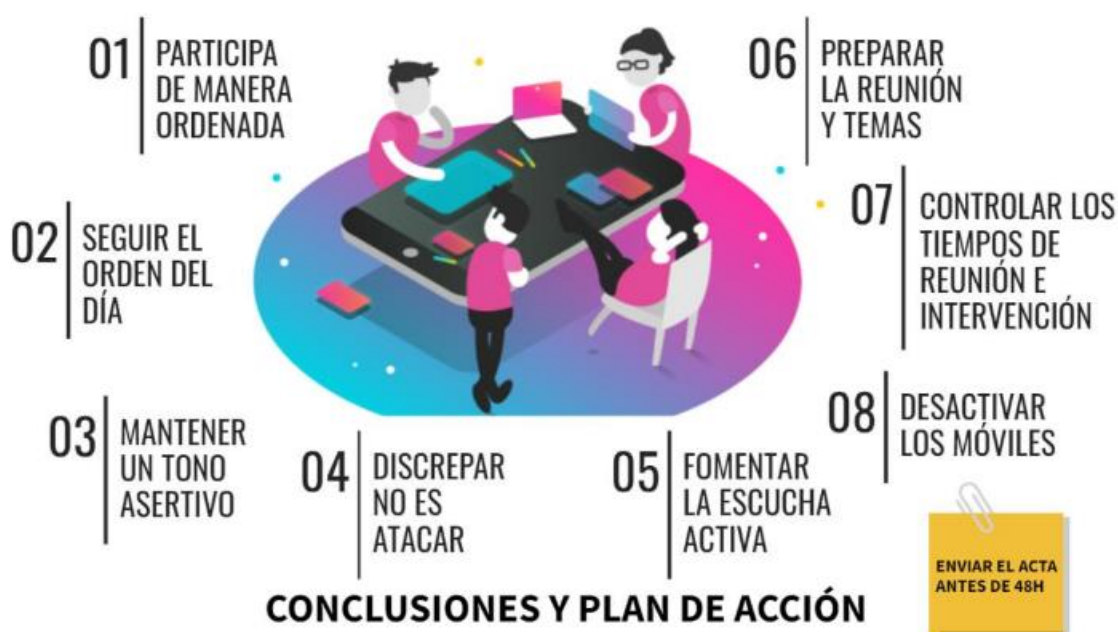 01
PARTICIPA
DE MANERA
ORDENADA
02
SEGUIR EL
ORDEN DEL
DÍA
03
MANTENER
UN TONO
ASERTIVO
04
DISCREPAR
NO ES
ATACAR
05
FOMENTAR
LA ESCUCHA
ACTIVA
06
PREPARAR
LA REUNIÓN
Y TEMAS
07
CONTROLAR LOS
TIEMPOS DE
REUNIÓN E
INTERVENCIÓN
08
DESACTIVAR
LOS MÓVILES
ENVIAR EL ACTA
ANTES DE 48H
CONCLUSIONES Y PLAN DE ACCIÓN